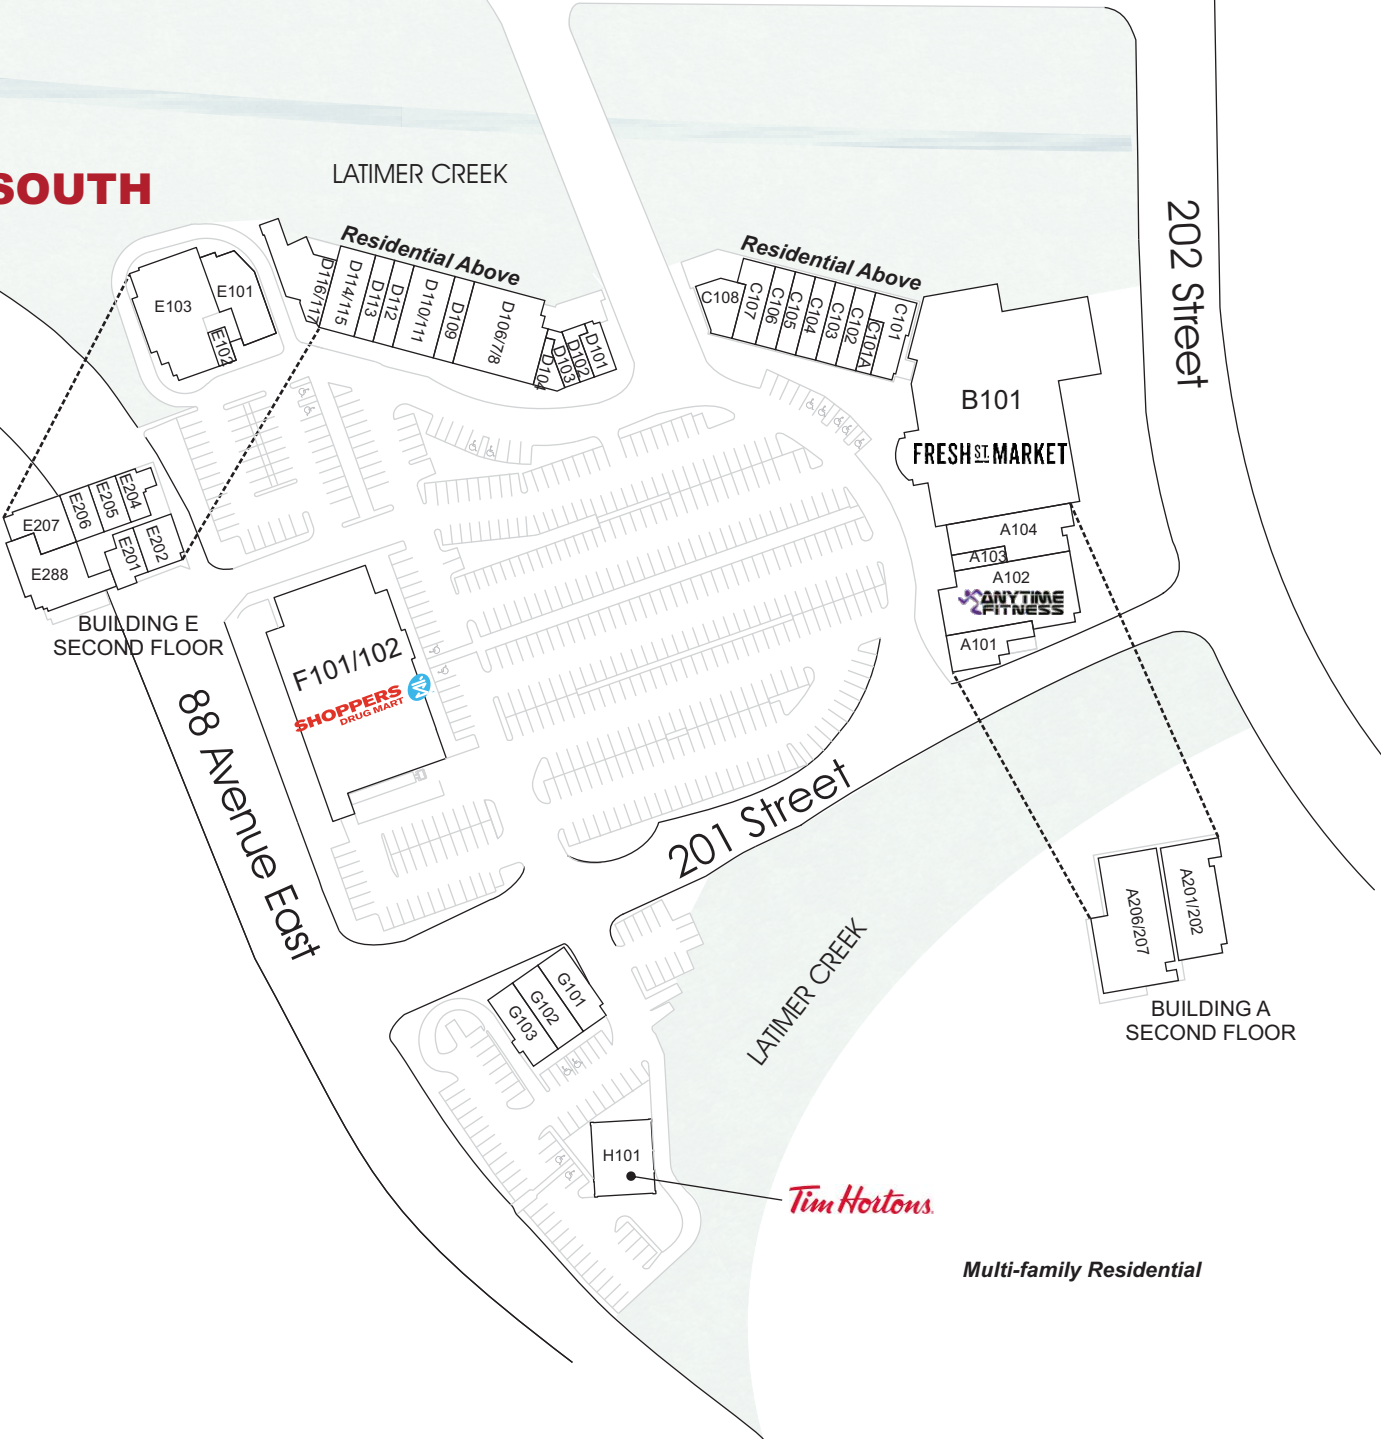 SOUTH
LATIMER CREEK
Residential Above
Residential Above
202 Street
E103
E101
E102
D116/117
D114/115
D113
D112
D110/111
D109
D106/7/8
D104
D103
D102
D101
C108
C107
C106
C105
C104
C103
C102
C101A
C101
B101
FRESH ST. MARKET
A104
A103
A102
ANYTIME
FITNESS
A101
E207
E206
E205
E204
E288
E201
E202
BUILDING E
SECOND FLOOR
F101/102
SHOPPERS
DRUG MART
88 Avenue East
201 Street
A206/207
A201/202
BUILDING A
SECOND FLOOR
LATIMER CREEK
G103
G102
G101
H101
Tim Hortons.
Multi-family Residential